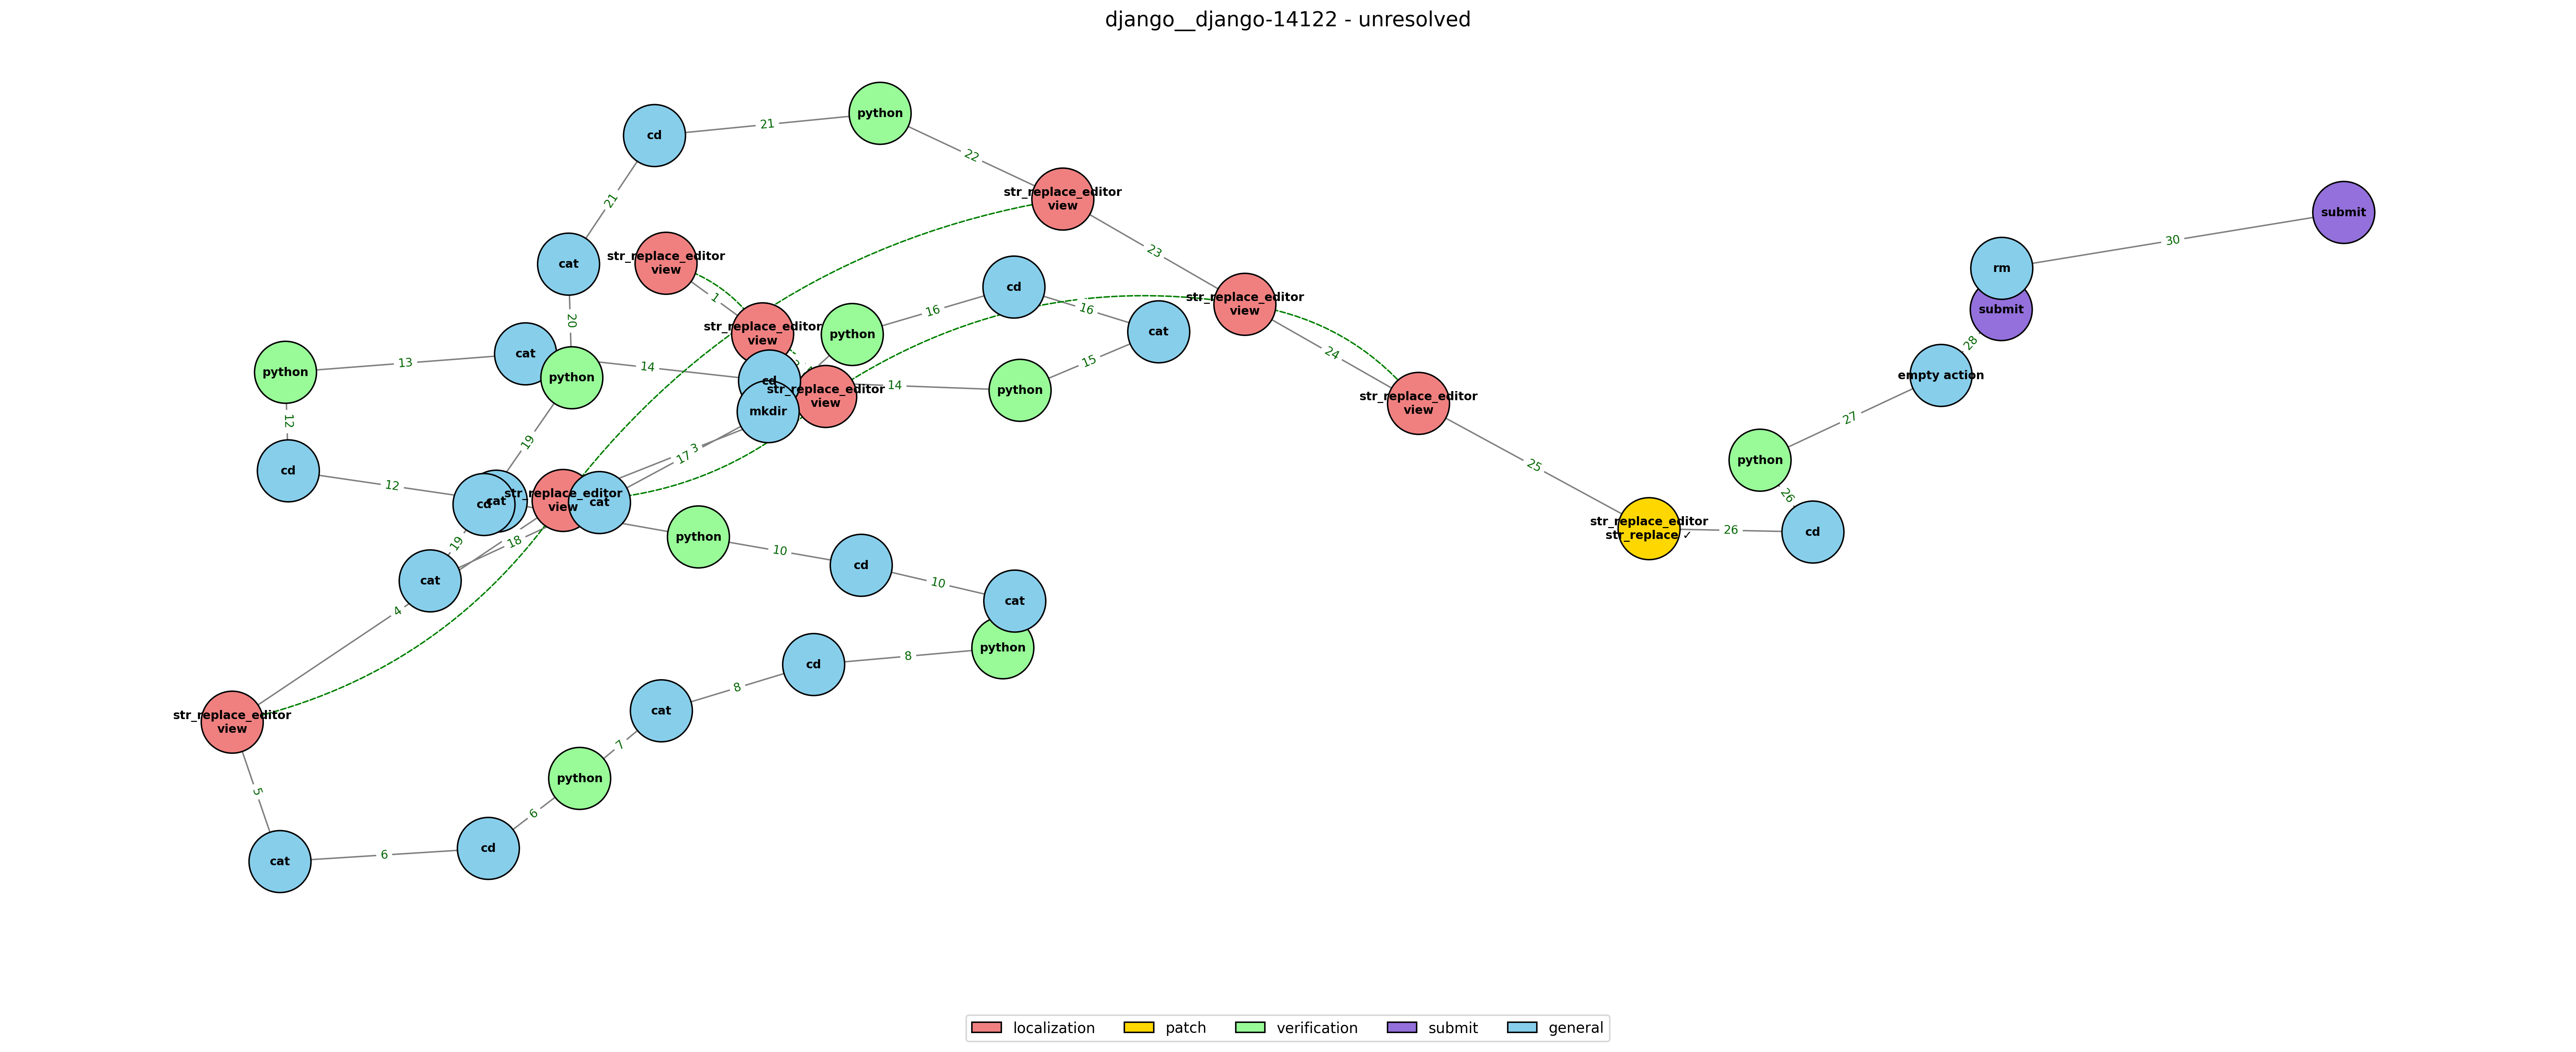 django__django-14122 - unresolved
python
cd
21
22
str_replace_editor
view
21
submit
cat
str_replace_editor
view
23
30
rm
cd
1
str_replace_editor
view
20
16
16
submit
str_replace_editor
view
python
cat
cat
28
python
13
python
14
cd
24
empty action
14
python
15
str_replace_editor
view
str_replace_editor
view
mkdir
12
19
3
17
python
cd
27
25
12
cd
cat
str_replace_editor
view
cat
26
18
19
python
10
cd
str_replace_editor
str_replace ✓
26
cd
cat
10
cat
4
python
8
cd
8
cat
str_replace_editor
view
7
python
5
6
cat
6
cd
localization
patch
verification
submit
general